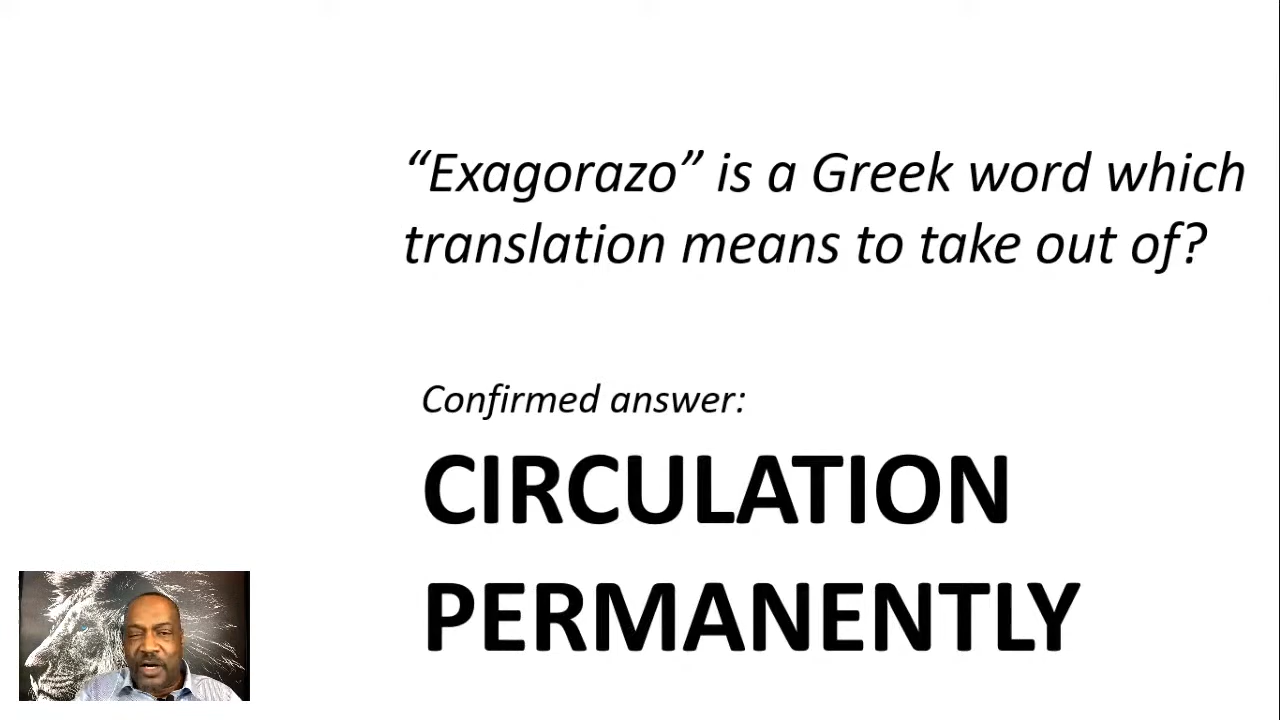 “Exagorazo” is a Greek word which
translation means to take out of?
Confirmed answer:
CIRCULATION
PERMANENTLY